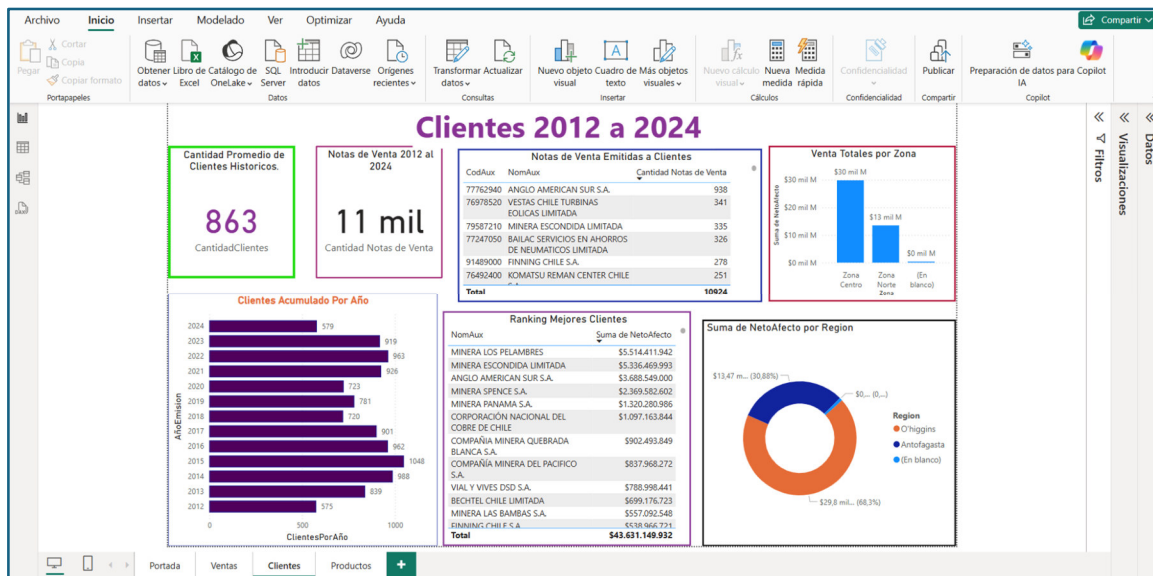 Archivo Inicio Insertar Modelado Ver Optimizar Ayuda Compartir
Pegar
Cortar
Copia
Copiar formato
Portapapeles
Obtener datos
Libro de Excel
Catálogo de OneLake
SQL Server
Introducir datos
Dataverse
Orígenes recientes
Datos
Transformar datos
Actualizar
Consultas
Nuevo objeto visual
Cuadro de texto
Más objetos visuales
Insertar
Nuevo cálculo visual
Nueva medida
Medida rápida
Cálculos
Confidencialidad
Confidencialidad
Publicar
Compartir
Preparación de datos para IA
Copilot
Copilot
Clientes 2012 a 2024
Cantidad Promedio de
Clientes Historicos.
863
CantidadClientes
Notas de Venta 2012 al
2024
11 mil
Cantidad Notas de Venta
Notas de Venta Emitidas a Clientes
CodAux NomAux Cantidad Notas de Venta
77762940 ANGLO AMERICAN SUR S.A. 938
76978520 VESTAS CHILE TURBINAS 341
EOLICAS LIMITADA
79587210 MINERA ESCONDIDA LIMITADA 335
77247050 BAILAC SERVICIOS EN AHORROS 326
DE NEUMATICOS LIMITADA
91489000 FINNING CHILE S.A. 278
76492400 KOMATSU REMAN CENTER CHILE 251
Total 10924
Venta Totales por Zona
Suma de NetoAfecto
$30 mil M
$20 mil M
$10 mil M
$0 mil M
$30 mil M
$13 mil M
$0 mil M
Zona Centro
Zona Norte
(En blanco)
Zona
Clientes Acumulado Por Año
AñoEmision
2024 579
2023 919
2022 963
2021 926
2020 723
2019 781
2018 720
2017 901
2016 962
2015 1048
2014 988
2013 839
2012 575
0 500 1000
ClientesPorAño
Ranking Mejores Clientes
NomAux Suma de NetoAfecto
MINERA LOS PELAMBRES $5.514.411.942
MINERA ESCONDIDA LIMITADA $5.336.469.993
ANGLO AMERICAN SUR S.A. $3.688.549.000
MINERA SPENCE S.A. $2.369.582.602
MINERA PANAMA S.A. $1.320.280.986
CORPORACIÓN NACIONAL DEL $1.097.163.844
COBRE DE CHILE
COMPAÑIA MINERA QUEBRADA $902.493.849
BLANCA S.A.
COMPAÑÍA MINERA DEL PACIFICO $837.968.272
S.A.
VIAL Y VIVES DSD S.A. $788.998.441
BECHTEL CHILE LIMITADA $699.176.723
MINERA LAS BAMBAS S.A. $557.092.548
FINNING CHILE S.A. $538.966.721
Total $43.631.149.932
Suma de NetoAfecto por Region
$13,47 m... (30,88%)
$0,... (0,...)
$29,8 mil... (68,3%)
Region
O'higgins
Antofagasta
(En blanco)
Filtros
Visualizaciones
Datos
Portada Ventas Clientes Productos +